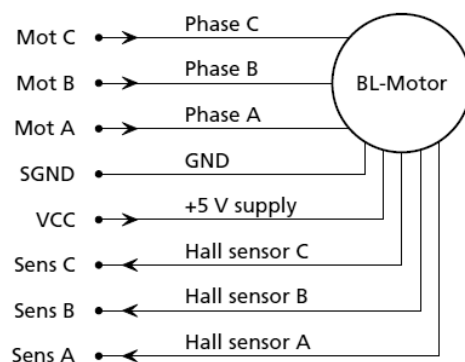 Mot C Phase C
Mot B Phase B
BL-Motor
Mot A Phase A
SGND GND
VCC +5 V supply
Sens C Hall sensor C
Sens B Hall sensor B
Sens A Hall sensor A